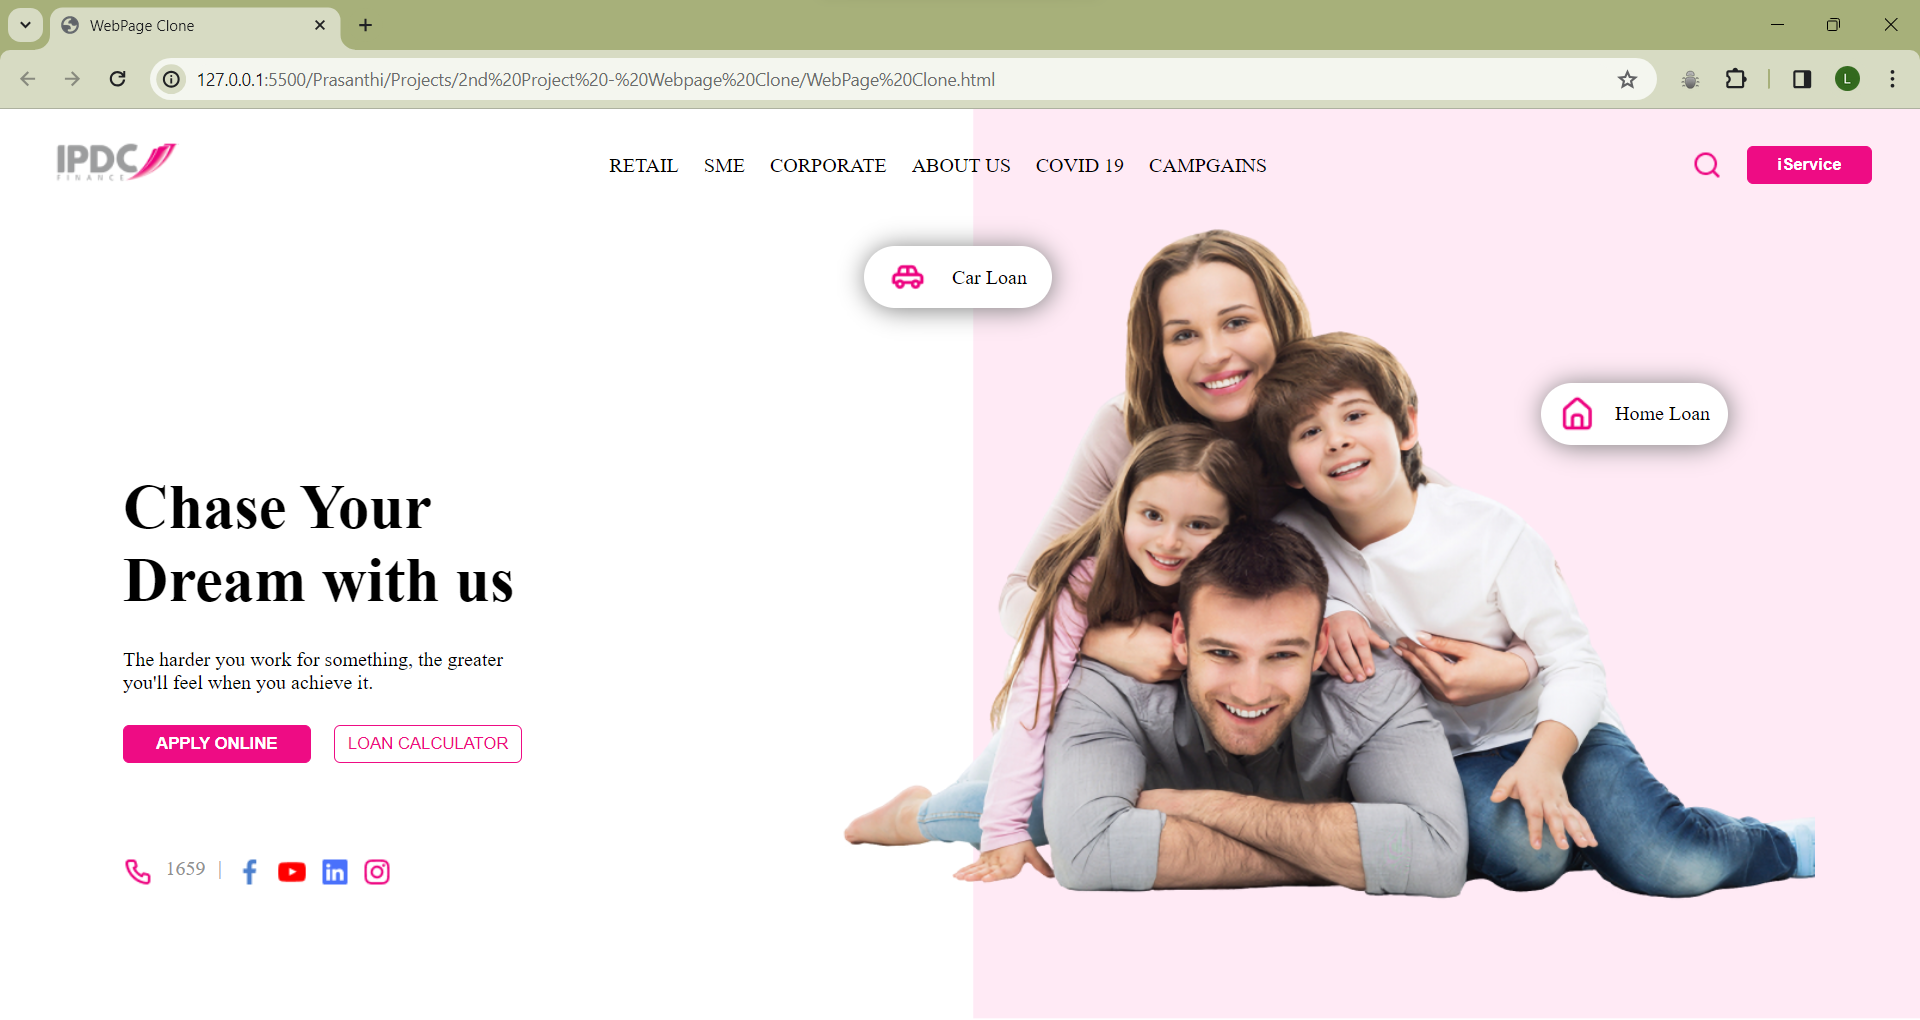 WebPage Clone
127.0.0.1:5500/Prasanthi/Projects/2nd%20Project%20-%20Webpage%20Clone/WebPage%20Clone.html
L
IPDC
FINANCE
RETAIL SME CORPORATE ABOUT US COVID 19 CAMPGAINS
iService
Car Loan
Home Loan
Chase Your
Dream with us
The harder you work for something, the greater
you'll feel when you achieve it.
APPLY ONLINE LOAN CALCULATOR
1659 |